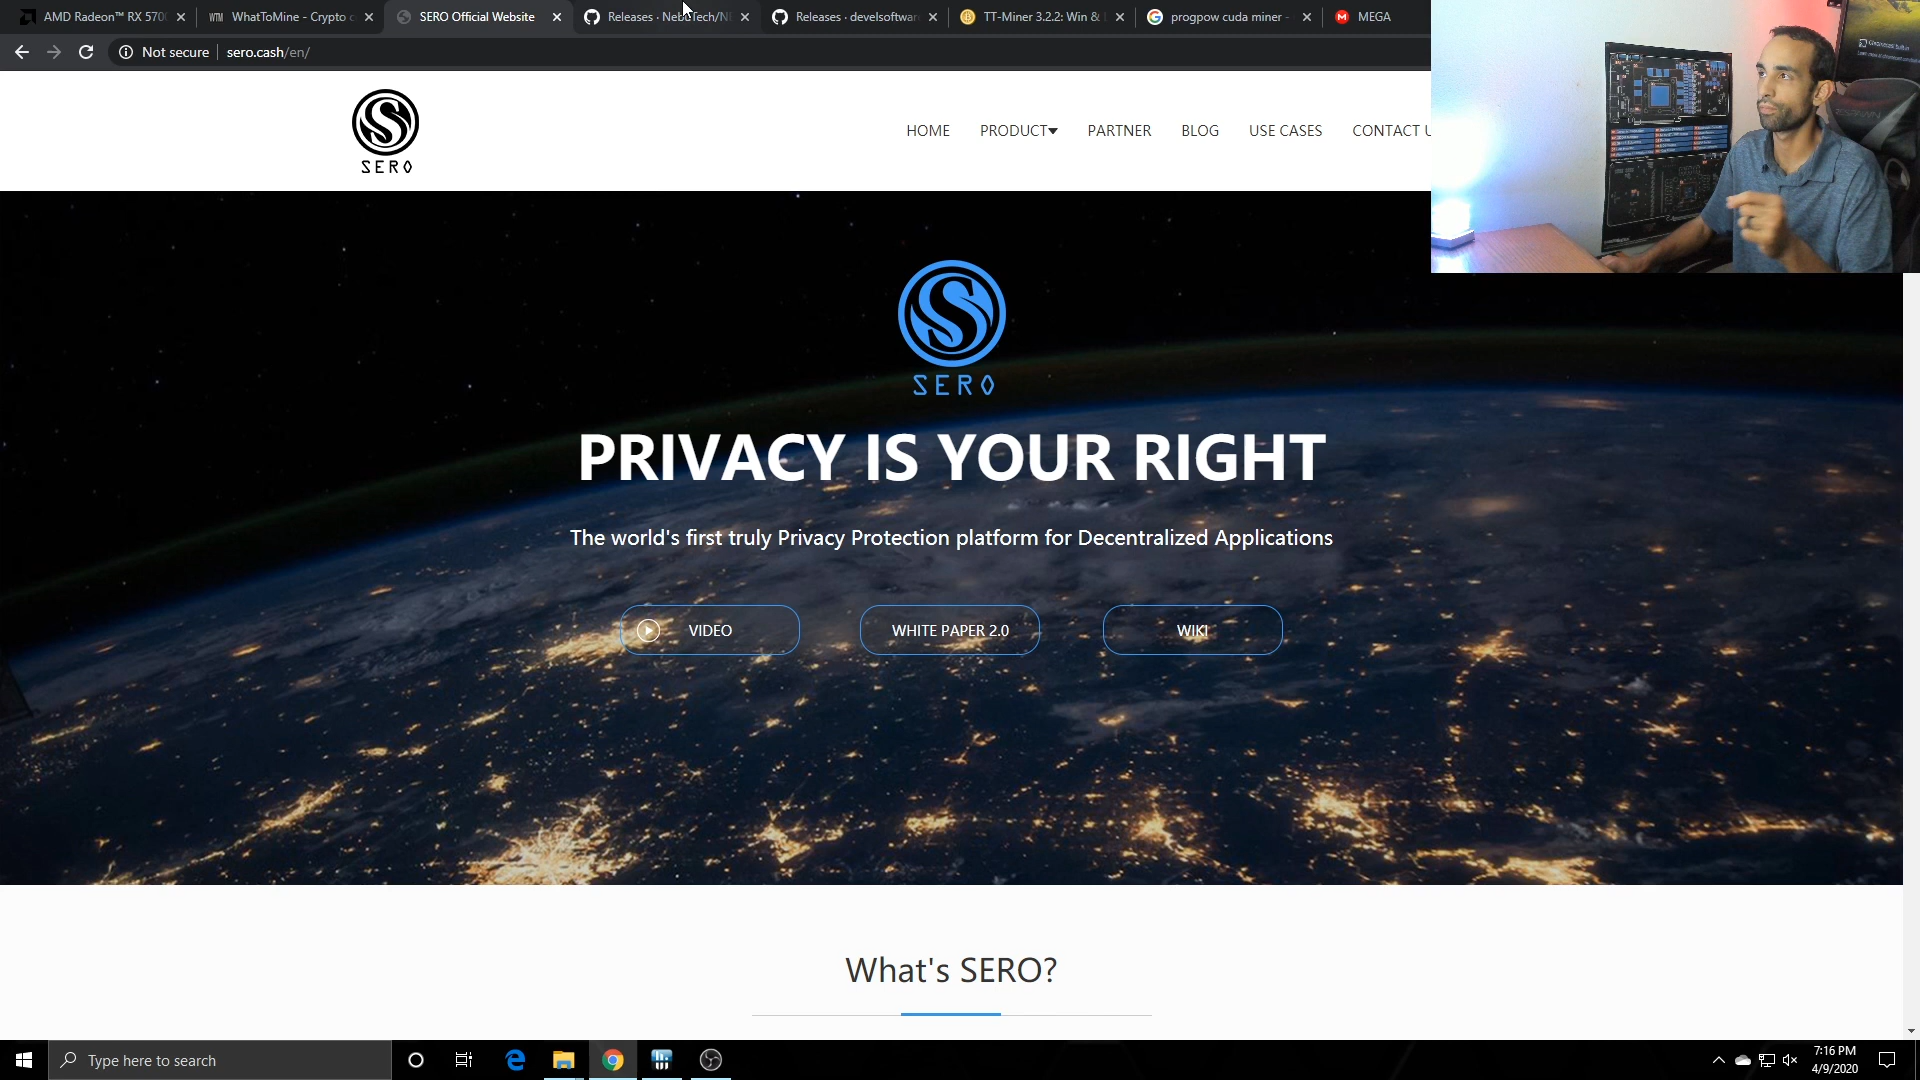 AMD Radeon™ RX 570
WhatToMine - Crypto c
SERO Official Website
Releases · Neb
Tech/N
Releases · develsoftwar
TT-Miner 3.2.2: Win &
progpow cuda miner -
MEGA
Not secure
sero.cash/en/
SERO
HOME
PRODUCT
PARTNER
BLOG
USE CASES
CONTACT U
SERO
PRIVACY IS YOUR RIGHT
The world's first truly Privacy Protection platform for Decentralized Applications
VIDEO
WHITE PAPER 2.0
WIKI
What's SERO?
Type here to search
7:16 PM
4/9/2020